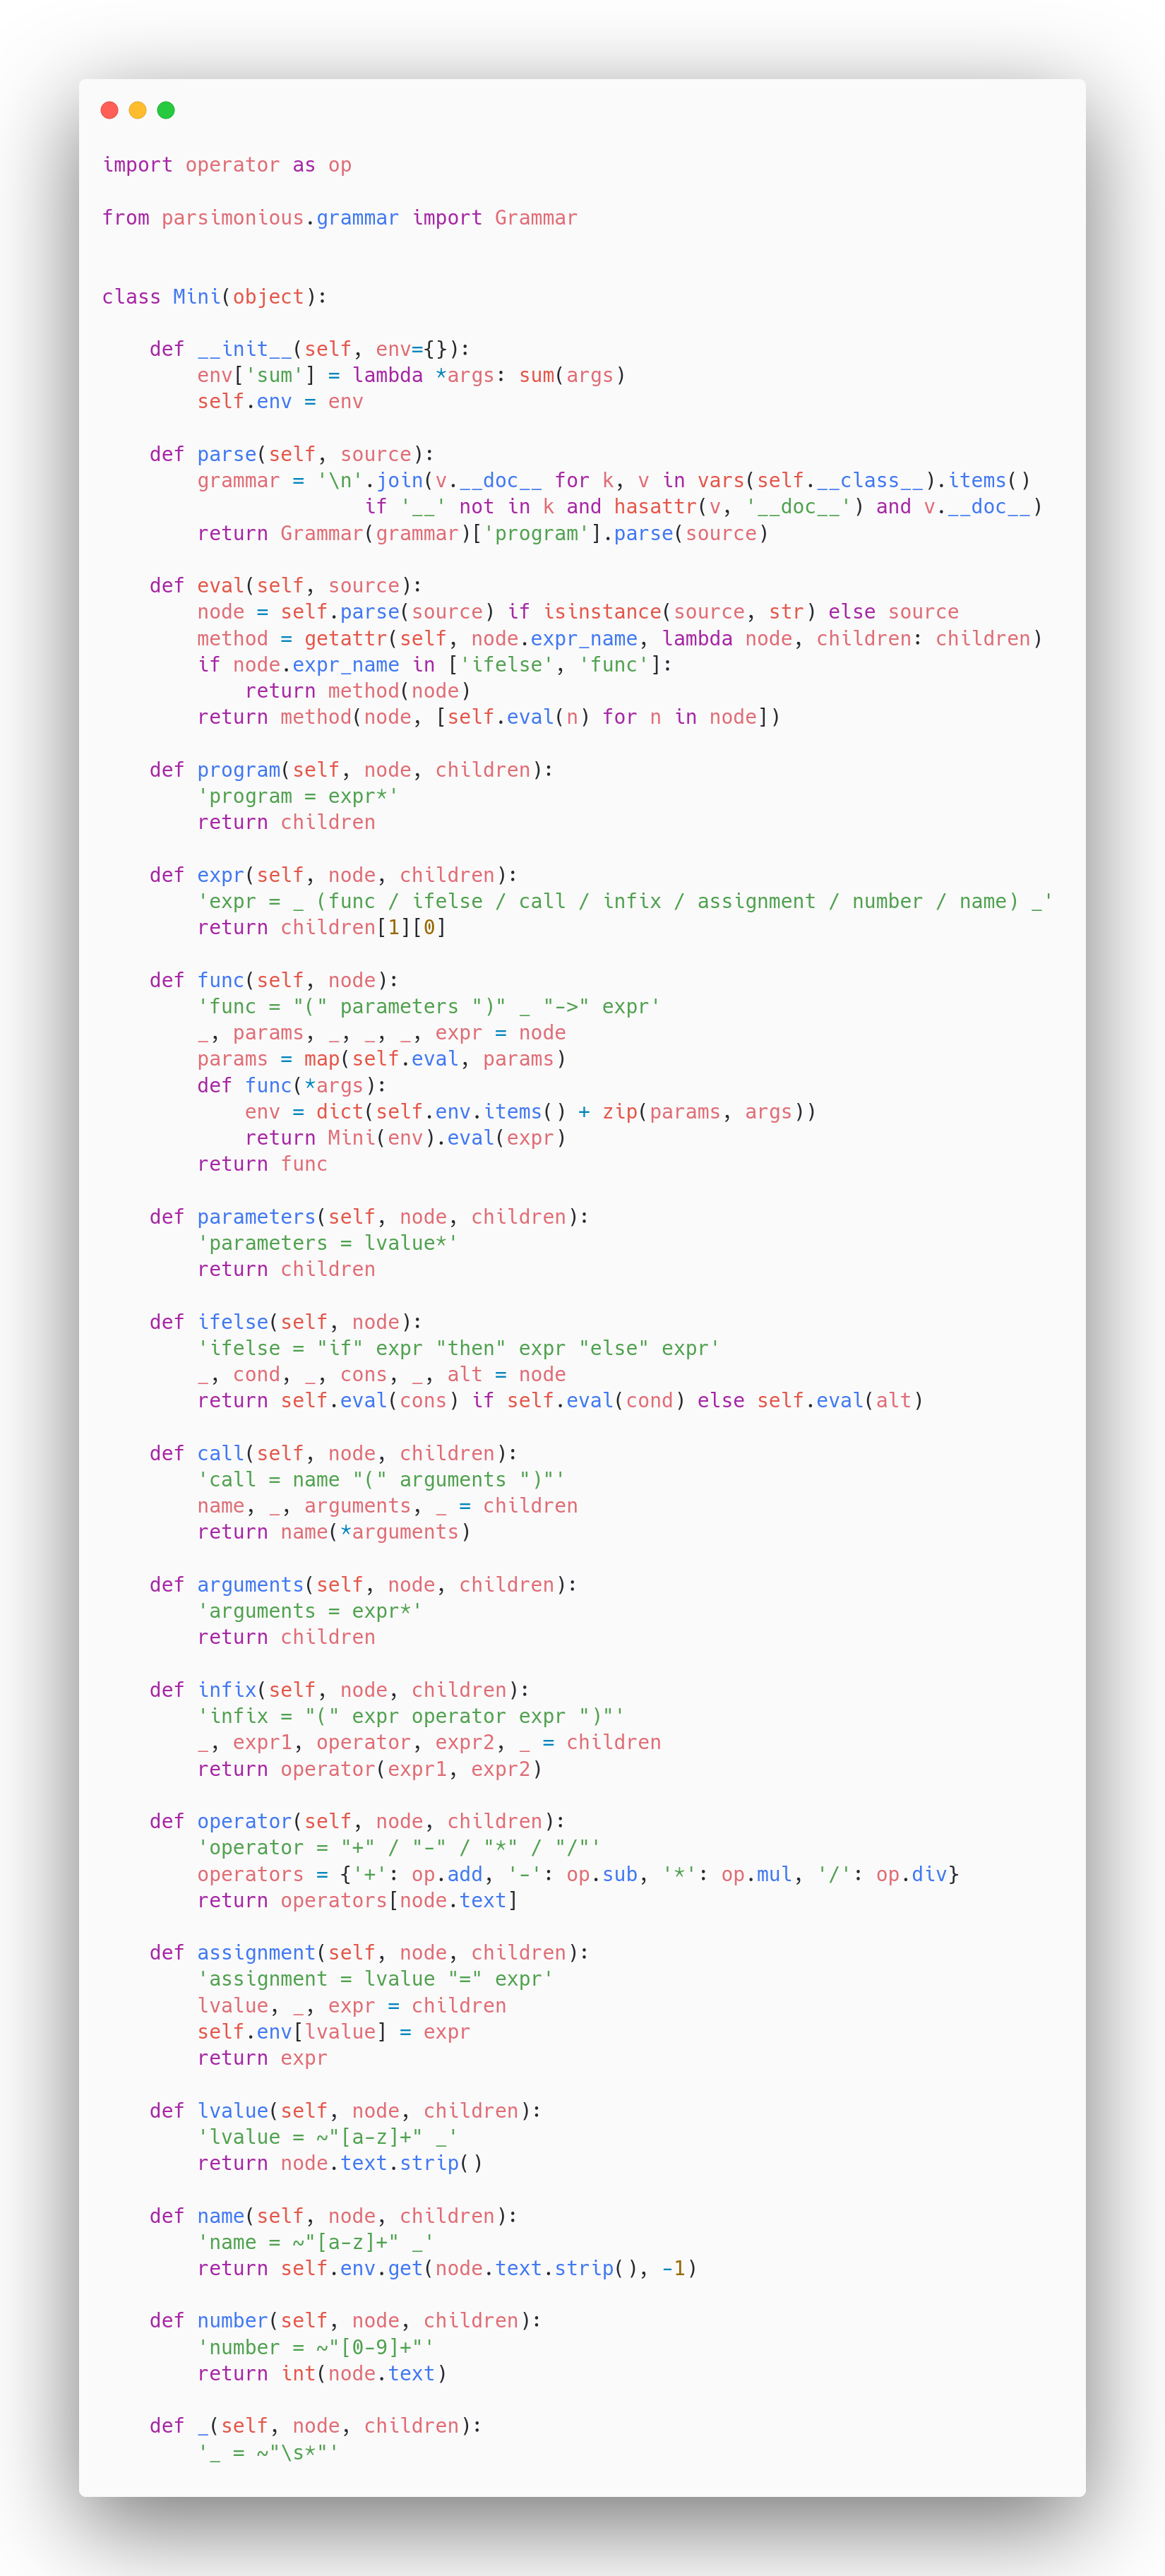 import operator as op

from parsimonious.grammar import Grammar


class Mini(object):

    def __init__(self, env={}):
        env['sum'] = lambda *args: sum(args)
        self.env = env

    def parse(self, source):
        grammar = '\n'.join(v.__doc__ for k, v in vars(self.__class__).items()
                      if '__' not in k and hasattr(v, '__doc__') and v.__doc__)
        return Grammar(grammar)['program'].parse(source)

    def eval(self, source):
        node = self.parse(source) if isinstance(source, str) else source
        method = getattr(self, node.expr_name, lambda node, children: children)
        if node.expr_name in ['ifelse', 'func']:
            return method(node)
        return method(node, [self.eval(n) for n in node])

    def program(self, node, children):
        'program = expr*'
        return children

    def expr(self, node, children):
        'expr = _ (func / ifelse / call / infix / assignment / number / name) _'
        return children[1][0]

    def func(self, node):
        'func = "(" parameters ")" _ "->" expr'
        _, params, _, _, _, expr = node
        params = map(self.eval, params)
        def func(*args):
            env = dict(self.env.items() + zip(params, args))
            return Mini(env).eval(expr)
        return func

    def parameters(self, node, children):
        'parameters = lvalue*'
        return children

    def ifelse(self, node):
        'ifelse = "if" expr "then" expr "else" expr'
        _, cond, _, cons, _, alt = node
        return self.eval(cons) if self.eval(cond) else self.eval(alt)

    def call(self, node, children):
        'call = name "(" arguments ")"'
        name, _, arguments, _ = children
        return name(*arguments)

    def arguments(self, node, children):
        'arguments = expr*'
        return children

    def infix(self, node, children):
        'infix = "(" expr operator expr ")"'
        _, expr1, operator, expr2, _ = children
        return operator(expr1, expr2)

    def operator(self, node, children):
        'operator = "+" / "-" / "*" / "/"'
        operators = {'+': op.add, '-': op.sub, '*': op.mul, '/': op.div}
        return operators[node.text]

    def assignment(self, node, children):
        'assignment = lvalue "=" expr'
        lvalue, _, expr = children
        self.env[lvalue] = expr
        return expr

    def lvalue(self, node, children):
        'lvalue = ~"[a-z]+" _'
        return node.text.strip()

    def name(self, node, children):
        'name = ~"[a-z]+" _'
        return self.env.get(node.text.strip(), -1)

    def number(self, node, children):
        'number = ~"[0-9]+"'
        return int(node.text)

    def _(self, node, children):
        '_ = ~"\s*"'